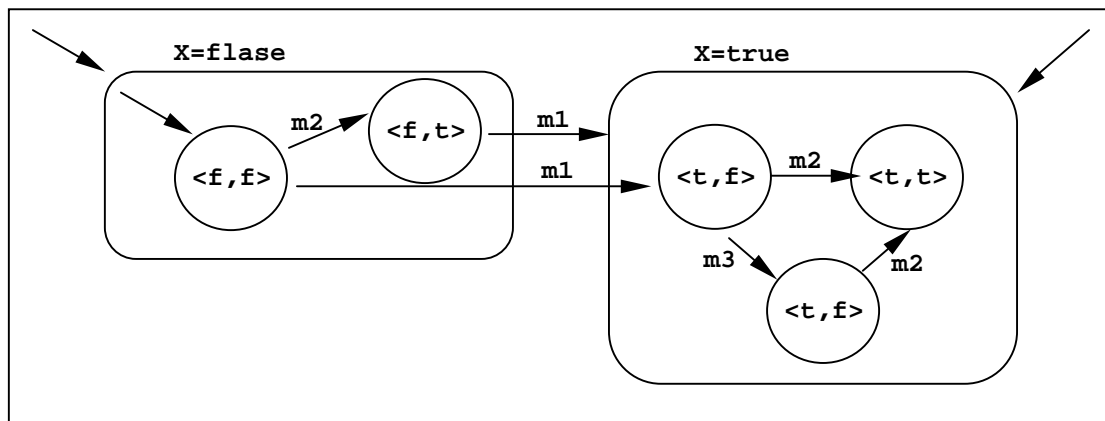 X=flase
X=true
m2
<f,t>
m1
<f,f>
m1
<t,f>
m2
<t,t>
m3
m2
<t,f>